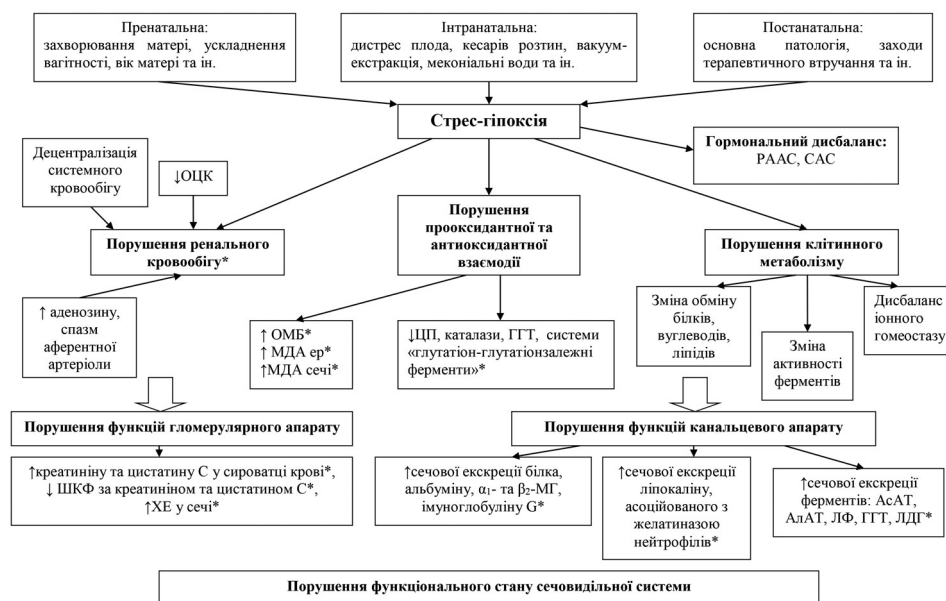 Пренатальна:
захворювання матері, ускладнення
вагітності, вік матері та ін.
Інтранатальна:
дистрес плода, кесарів розтин, вакуум-
екстракція, меконіальні води та ін.
Постанатальна:
основна патологія, заходи
терапевтичного втручання та ін.
Стрес-гіпоксія
Гормональний дисбаланс:
РААС, САС
Децентралізація
системного
кровообігу
↓ОЦК
Порушення ренального
кровообігу*
Порушення
прооксидантної та
антиоксидантної
взаємодії
Порушення клітинного
метаболізму
↑ аденозину,
спазм
аферентної
артеріоли
↑ ОМБ*
↑ МДА ер*
↑МДА сечі*
↓ЦП, каталази, ГГТ, системи
«глутатіон-глутатіонзалежні
ферменти»*
Зміна обміну
білків,
вуглеводів,
ліпідів
Зміна
активності
ферментів
Дисбаланс
іонного
гомеостазу
Порушення функцій гломерулярного апарату
Порушення функцій канальцевого апарату
↑креатиніну та цистатину С у сироватці крові*,
↓ ШКФ за креатиніном та цистатином С*,
↑ХЕ у сечі*
↑сечової екскреції білка,
альбуміну, α₁- та β₂-МГ,
імуноглобуліну G*
↑сечової
екскреції
ліпокаліну,
асоційованого з
желатиназою
нейтрофілів*
↑сечової екскреції
ферментів: АсАТ,
АлАТ, ЛФ, ГГТ, ЛДГ*
Порушення функціонального стану сечовидільної системи